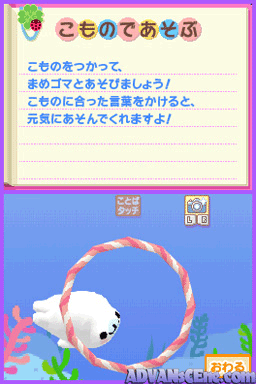 こものであそぶ
こものをつかって、
まめゴマとあそびましょう!
こものに合った言葉をかけると、
元気にあそんでくれますよ!
ことば
タッチ
L R
おわる
ADVANSCENE.com